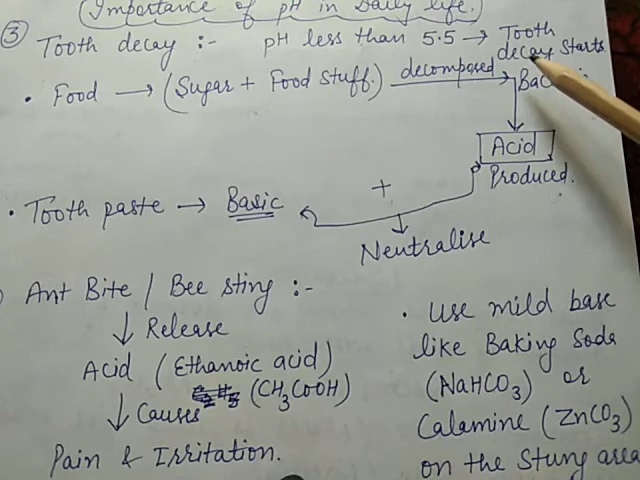 (Importance of pH in Daily life.)
③ Tooth decay :- pH less than 5.5 → Tooth
decay starts
• Food → (Sugar + Food Stuff) decomposed →
Acid
Produced.
+
• Tooth paste → Basic
Neutralise
Ant Bite / Bee sting :-
↓ Release
Acid (Ethanoic acid)
(CH3COOH)
↓ Causes
Pain & Irritation.
• Use mild base
like Baking Soda
(NaHCO3) or
Calamine (ZnCO3)
on the Stung area